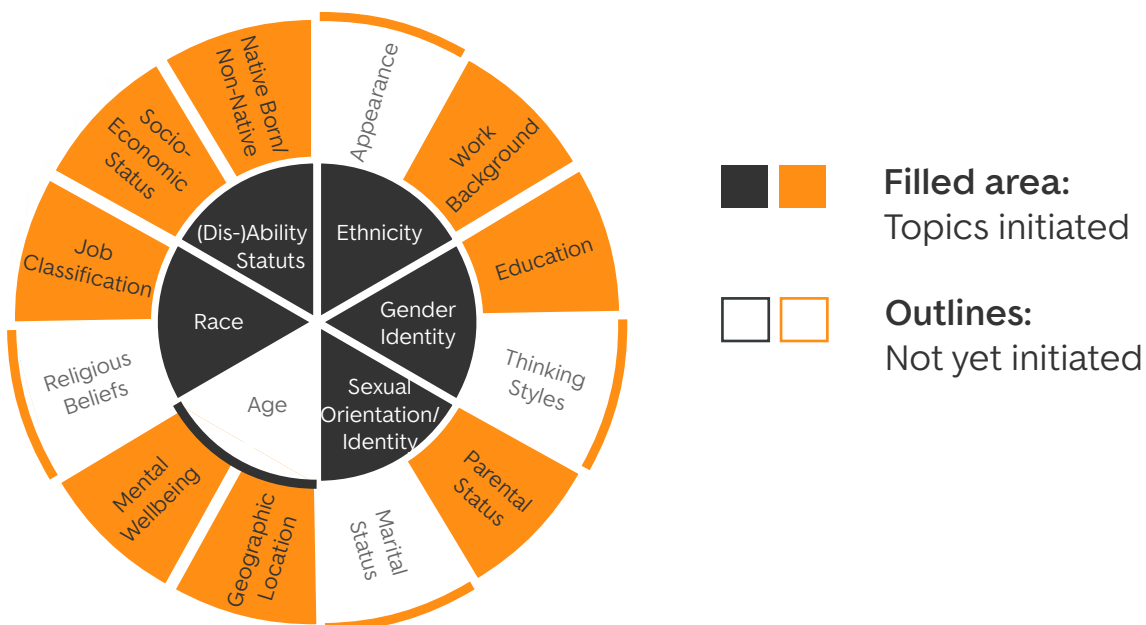 Native Born/
Non-Native
Appearance
Work
Background
Education
Thinking
Styles
Parental
Status
Marital
Status
Geographic
Location
Mental
Wellbeing
Religious
Beliefs
Job
Classification
Socio-
Economic
Status
(Dis-)Ability
Statuts
Ethnicity
Gender
Identity
Sexual
Orientation/
Identity
Age
Race
Filled area:
Topics initiated
Outlines:
Not yet initiated